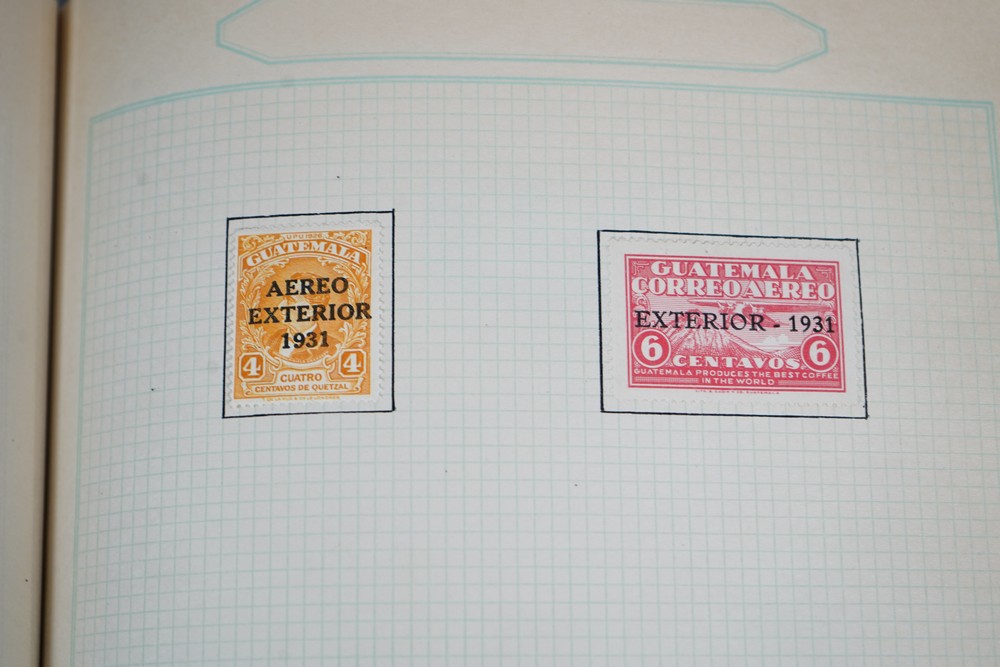 U.P.U. 1926
GUATEMALA
AEREO
EXTERIOR
1931
4 4
CUATRO
CENTAVOS DE QUETZAL
GUATEMALA
CORREO AEREO
EXTERIOR - 1931
6 CENTAVOS 6
GUATEMALA PRODUCES THE BEST COFFEE
IN THE WORLD